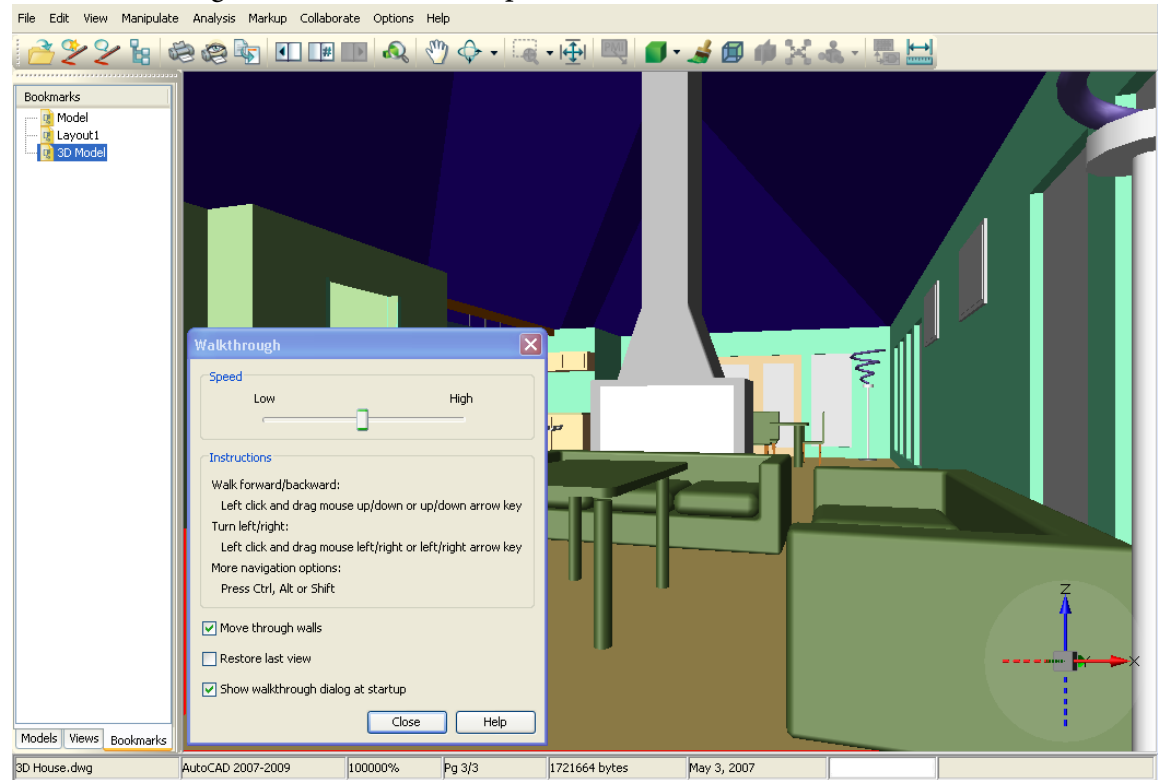 File Edit View Manipulate Analysis Markup Collaborate Options Help
PMI
Bookmarks
Model
Layout1
3D Model
Walkthrough
Speed
Low High
Instructions
Walk forward/backward:
Left click and drag mouse up/down or up/down arrow key
Turn left/right:
Left click and drag mouse left/right or left/right arrow key
More navigation options:
Press Ctrl, Alt or Shift
Move through walls
Restore last view
Show walkthrough dialog at startup
Close Help
Z
Y X
Models Views Bookmarks
3D House.dwg AutoCAD 2007-2009 100000% Pg 3/3 1721664 bytes May 3, 2007